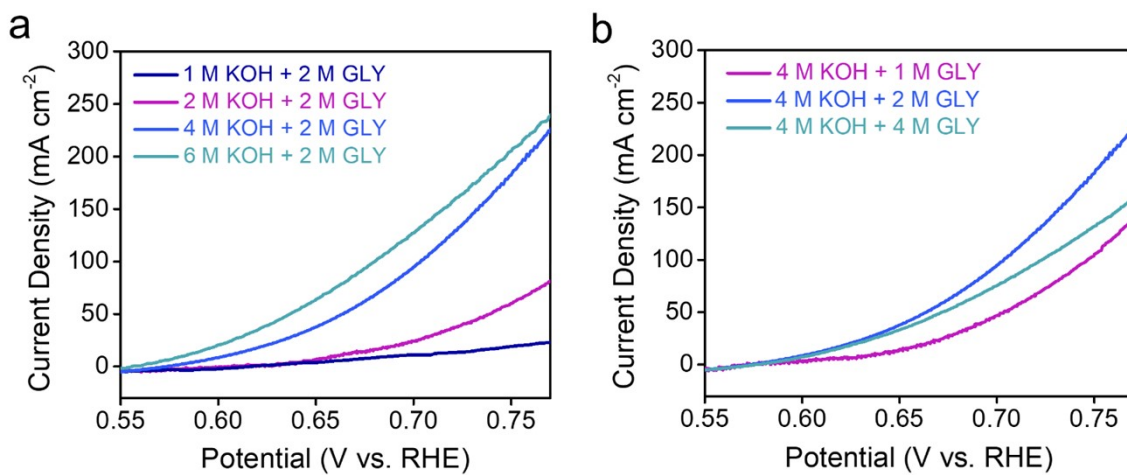 a
300
250
200
150
100
50
0
Current Density (mA cm⁻²)
1 M KOH + 2 M GLY
2 M KOH + 2 M GLY
4 M KOH + 2 M GLY
6 M KOH + 2 M GLY
0.55 0.60 0.65 0.70 0.75
Potential (V vs. RHE)
b
300
250
200
150
100
50
0
Current Density (mA cm⁻²)
4 M KOH + 1 M GLY
4 M KOH + 2 M GLY
4 M KOH + 4 M GLY
0.55 0.60 0.65 0.70 0.75
Potential (V vs. RHE)